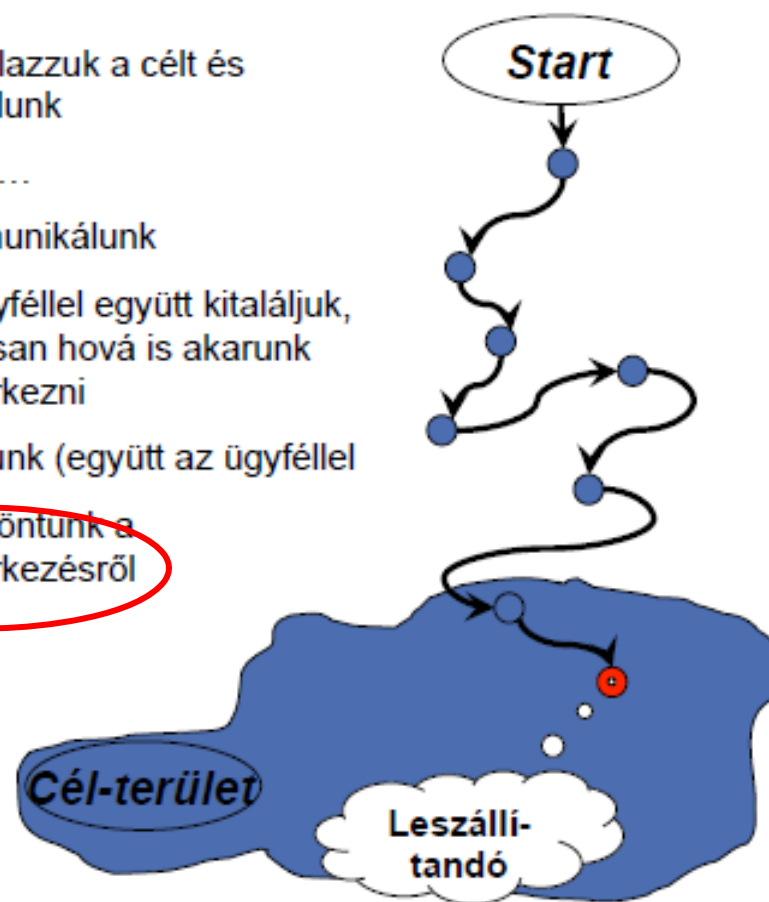 lazzuk a célt és
lunk
...
unikálunk
yféllel együtt kitaláljuk,
san hová is akarunk
rkezni
unk (együtt az ügyféllel
öntünk a
rkezésről
Start
Cél-terület
Leszállí-
tandó